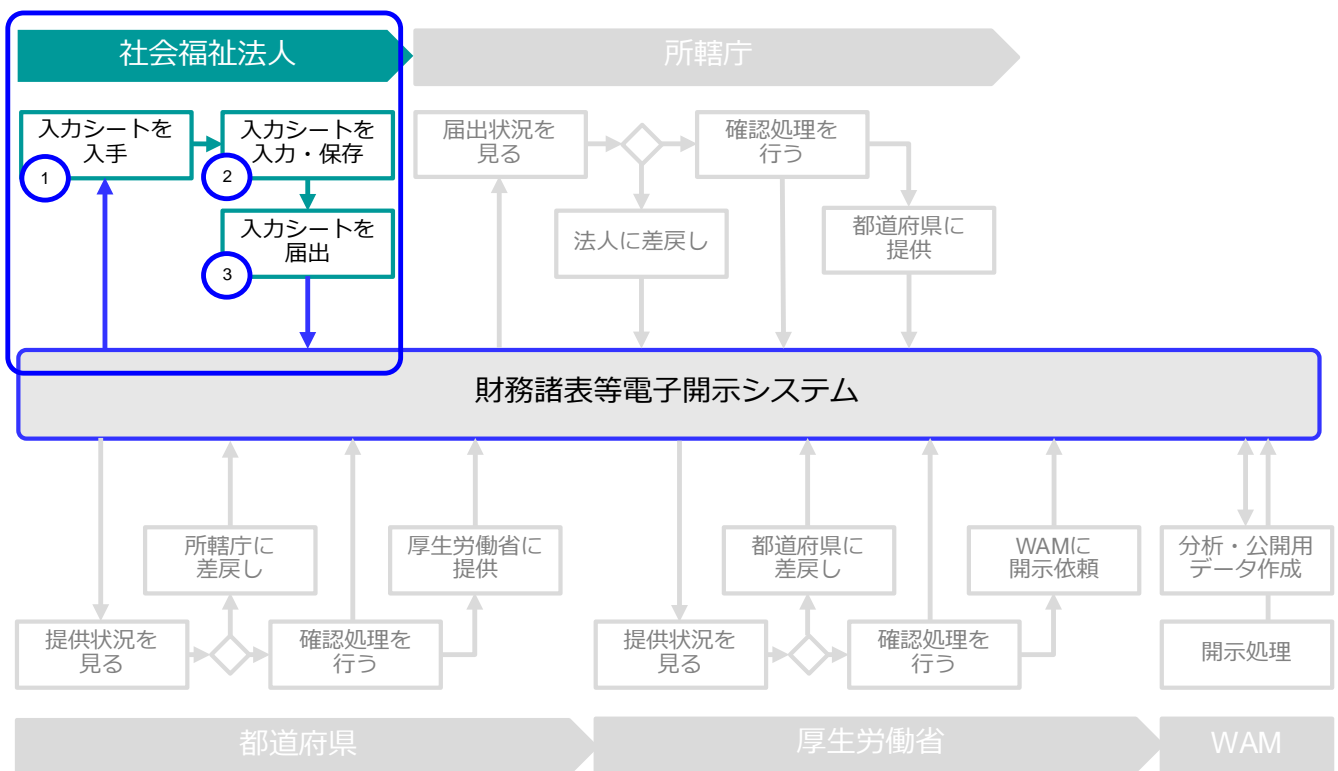 社会福祉法人
所轄庁
入力シートを
入手
1
入力シートを
入力・保存
2
入力シートを
届出
3
届出状況を
見る
確認処理を
行う
法人に差戻し
都道府県に
提供
財務諸表等電子開示システム
所轄庁に
差戻し
厚生労働省に
提供
提供状況を
見る
確認処理を
行う
都道府県に
差戻し
WAMに
開示依頼
提供状況を
見る
確認処理を
行う
分析・公開用
データ作成
開示処理
都道府県
厚生労働省
WAM